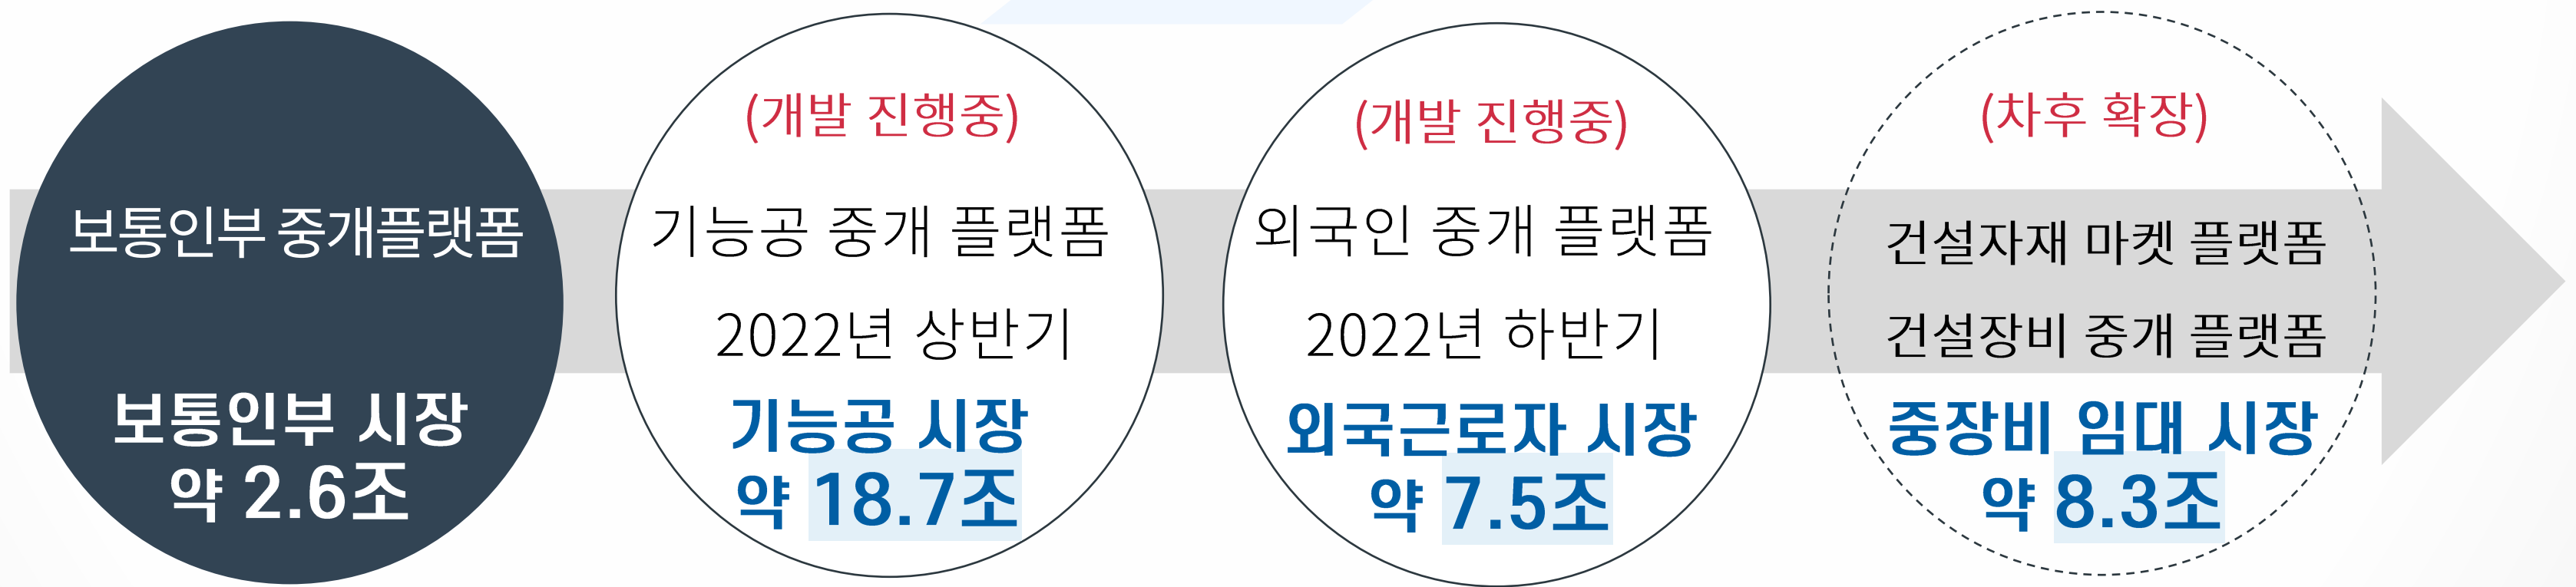 보통인부 중개플랫폼
보통인부 시장
약 2.6조
(개발 진행중)
기능공 중개 플랫폼
2022년 상반기
기능공 시장
약 18.7조
(개발 진행중)
외국인 중개 플랫폼
2022년 하반기
외국근로자 시장
약 7.5조
(차후 확장)
건설자재 마켓 플랫폼
건설장비 중개 플랫폼
중장비 임대 시장
약 8.3조